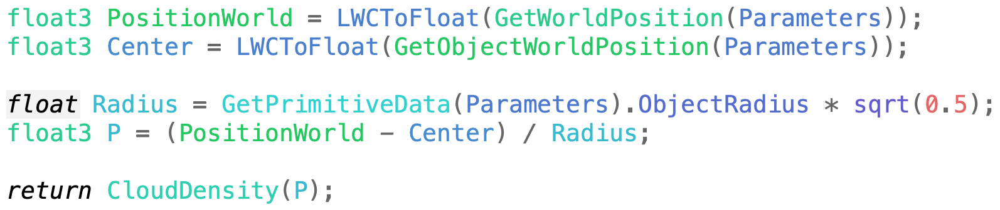 float3 PositionWorld = LWCToFloat(GetWorldPosition(Parameters));
float3 Center = LWCToFloat(GetObjectWorldPosition(Parameters));
float Radius = GetPrimitiveData(Parameters).ObjectRadius * sqrt(0.5);
float3 P = (PositionWorld - Center) / Radius;
return CloudDensity(P);